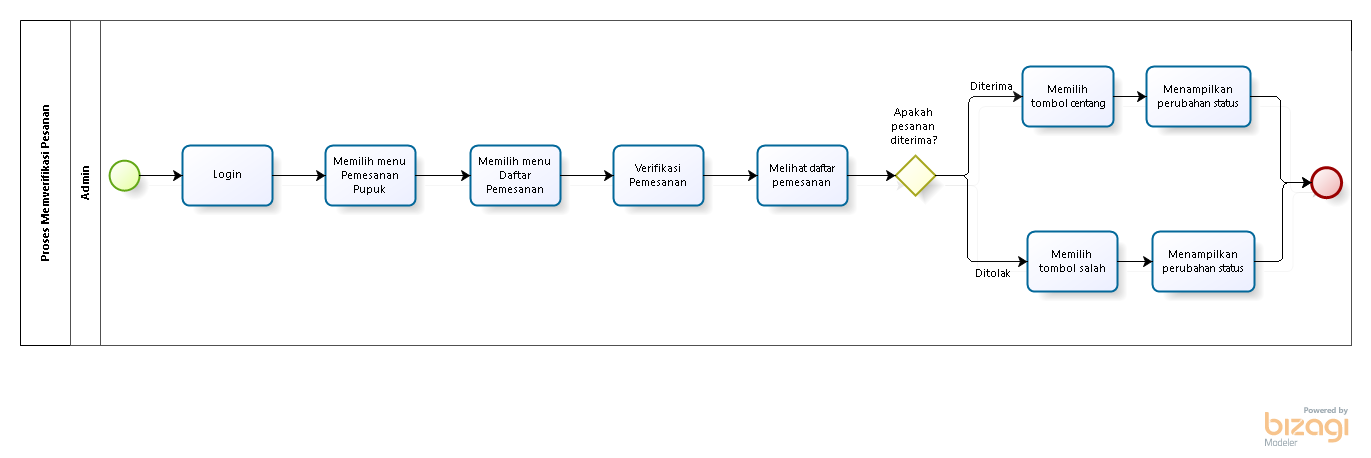 Proses Memverifikasi Pesanan
Admin
Login
Memilih menu
Pemesanan
Pupuk
Memilih menu
Daftar
Pemesanan
Verifikasi
Pemesanan
Melihat daftar
pemesanan
Apakah
pesanan
diterima?
Diterima
Memilih
tombol centang
Menampilkan
perubahan status
Ditolak
Memilih
tombol salah
Menampilkan
perubahan status
Powered by
bizagi
Modeler